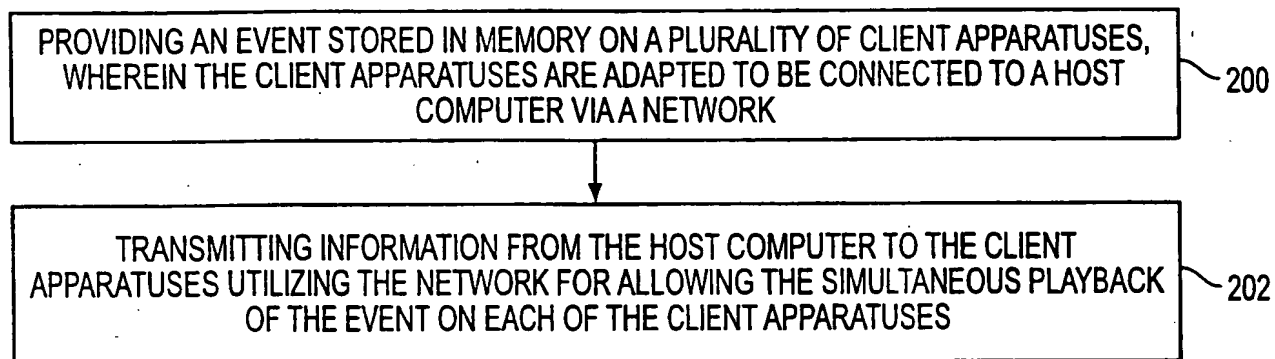 PROVIDING AN EVENT STORED IN MEMORY ON A PLURALITY OF CLIENT APPARATUSES,
WHEREIN THE CLIENT APPARATUSES ARE ADAPTED TO BE CONNECTED TO A HOST
COMPUTER VIA A NETWORK
200
TRANSMITTING INFORMATION FROM THE HOST COMPUTER TO THE CLIENT
APPARATUSES UTILIZING THE NETWORK FOR ALLOWING THE SIMULTANEOUS PLAYBACK
OF THE EVENT ON EACH OF THE CLIENT APPARATUSES
202